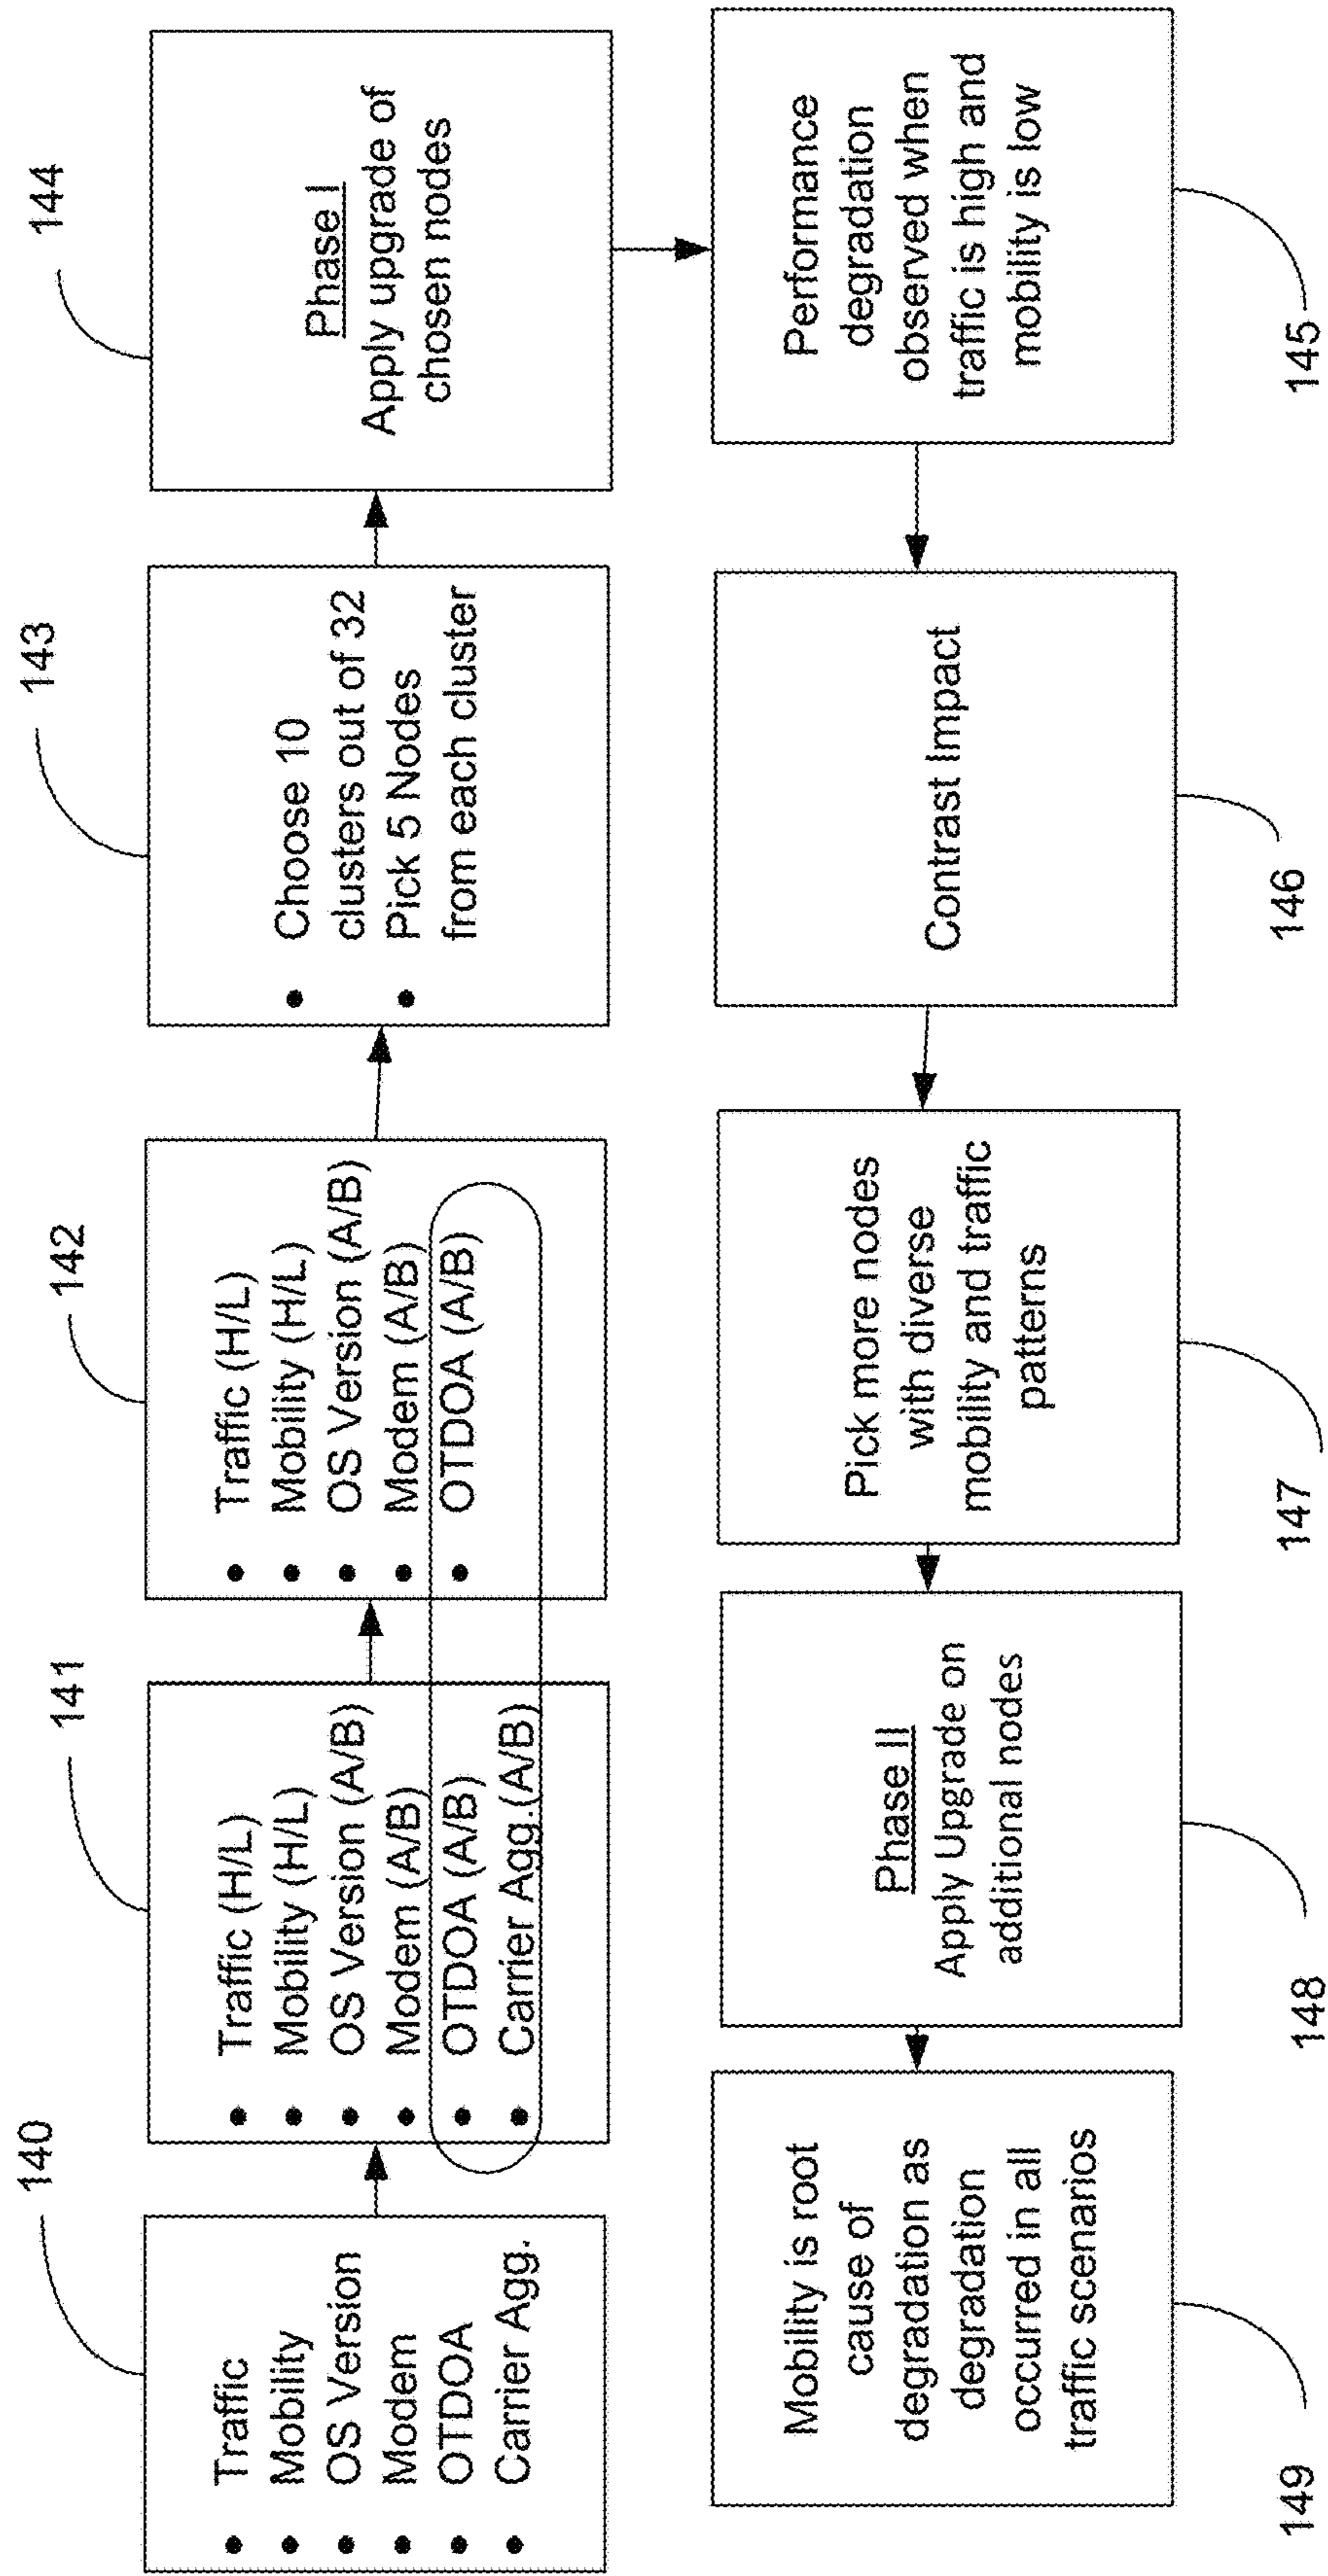 140
• Traffic
• Mobility
• OS Version
• Modem
• OTDOA
• Carrier Agg.
141
• Traffic (H/L)
• Mobility (H/L)
• OS Version (A/B)
• Modem (A/B)
• OTDOA (A/B)
• Carrier Agg.(A/B)
142
• Traffic (H/L)
• Mobility (H/L)
• OS Version (A/B)
• Modem (A/B)
• OTDOA (A/B)
143
• Choose 10
clusters out of 32
• Pick 5 Nodes
from each cluster
144
Phase I
Apply upgrade of
chosen nodes
Performance
degradation
observed when
traffic is high and
mobility is low
145
Contrast Impact
146
Pick more nodes
with diverse
mobility and traffic
patterns
147
Phase II
Apply Upgrade on
additional nodes
148
Mobility is root
cause of
degradation as
degradation
occurred in all
traffic scenarios
149